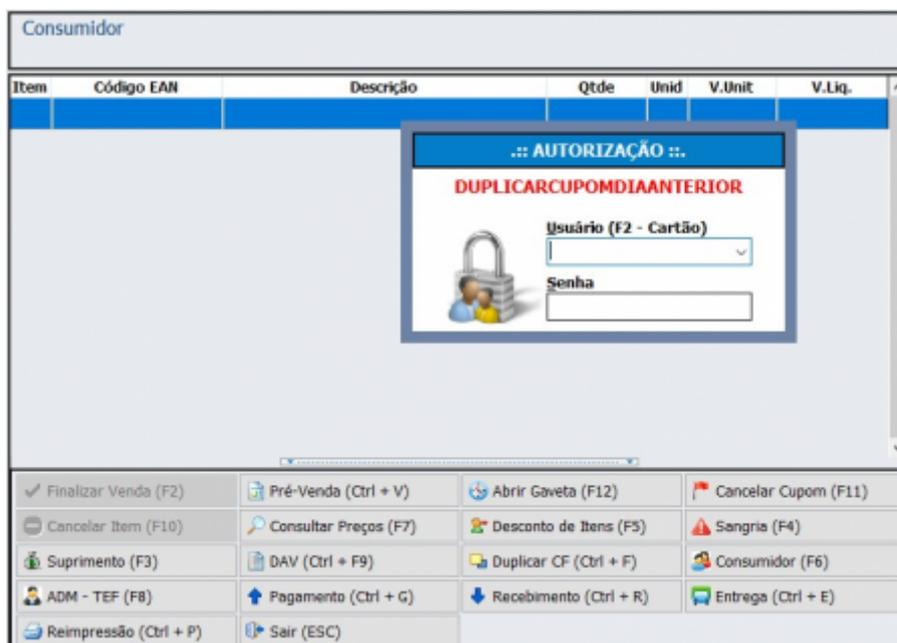 Consumidor
Item Código EAN Descrição Qtde Unid V.Unit V.Liq.
.:: AUTORIZAÇÃO ::.
DUPLICARCUPOMDIAANTERIOR
Usuário (F2 - Cartão)
Senha
Finalizar Venda (F2) Pré-Venda (Ctrl + V) Abrir Gaveta (F12) Cancelar Cupom (F11)
Cancelar Item (F10) Consultar Preços (F7) Desconto de Itens (F5) Sangria (F4)
Suprimento (F3) DAV (Ctrl + F9) Duplicar CF (Ctrl + F) Consumidor (F6)
ADM - TEF (F8) Pagamento (Ctrl + G) Recebimento (Ctrl + R) Entrega (Ctrl + E)
Reimpressão (Ctrl + P) Sair (ESC)